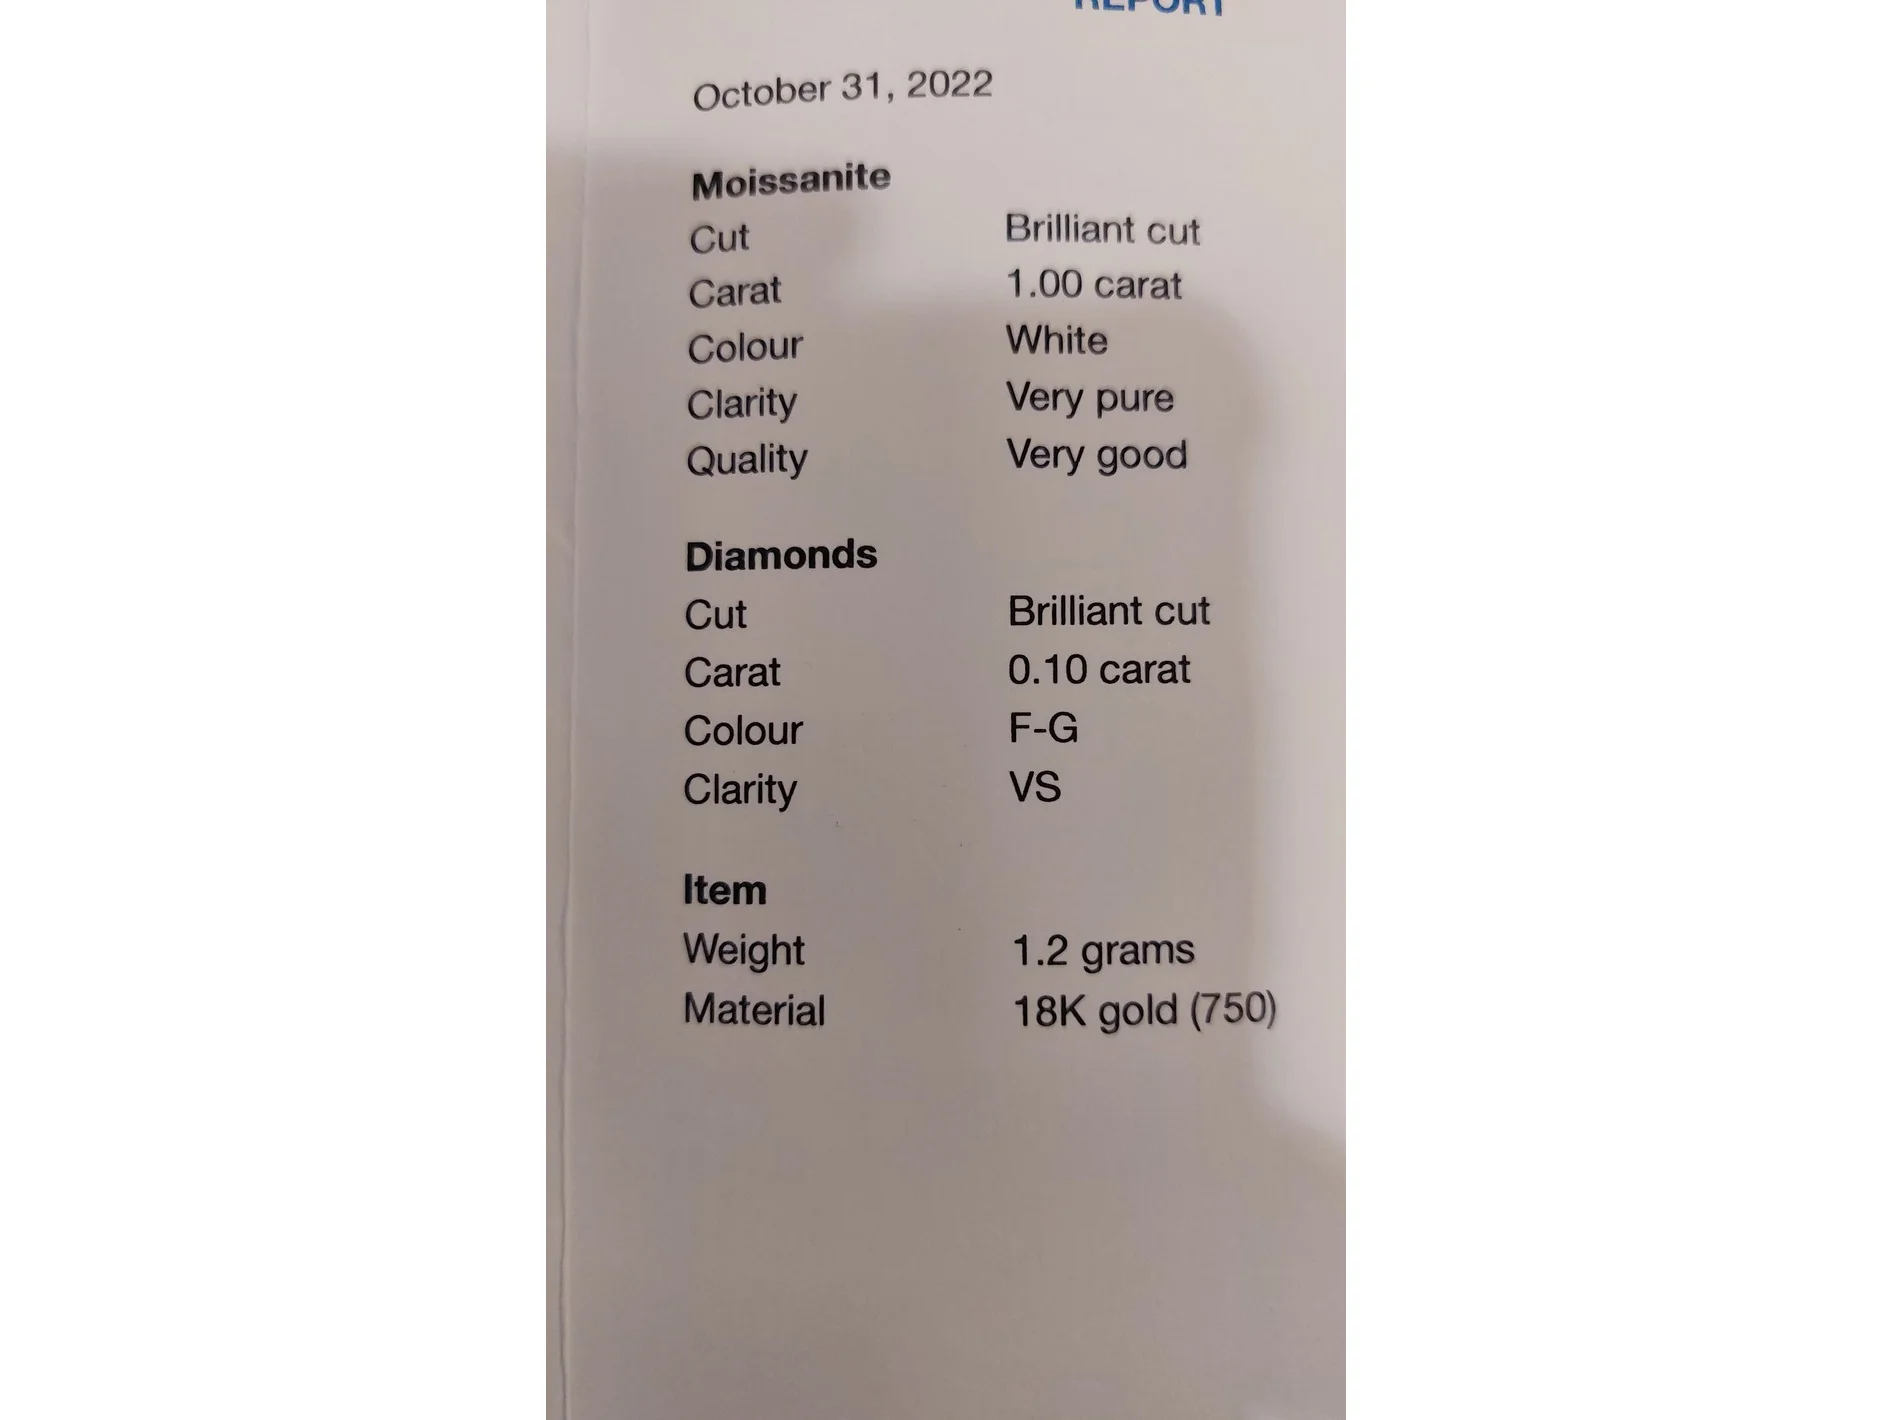 REPORT
October 31, 2022
Moissanite
Cut Brilliant cut
Carat 1.00 carat
Colour White
Clarity Very pure
Quality Very good
Diamonds
Cut Brilliant cut
Carat 0.10 carat
Colour F-G
Clarity VS
Item
Weight 1.2 grams
Material 18K gold (750)